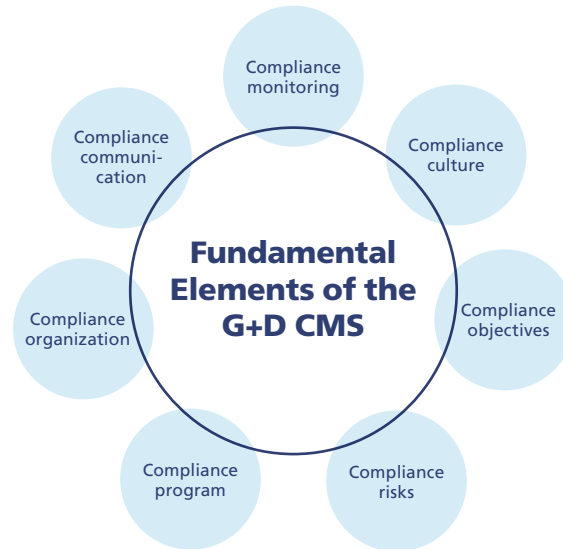 Compliance
monitoring
Compliance
culture
Compliance
objectives
Compliance
risks
Compliance
program
Compliance
organization
Compliance
communi-
cation
Fundamental
Elements of the
G+D CMS